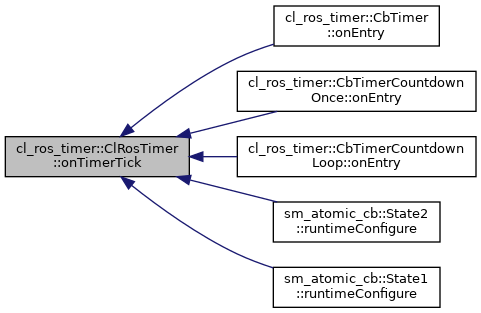 cl_ros_timer::CbTimer
::onEntry
cl_ros_timer::CbTimerCountdown
Once::onEntry
cl_ros_timer::ClRosTimer
::onTimerTick
cl_ros_timer::CbTimerCountdown
Loop::onEntry
sm_atomic_cb::State2
::runtimeConfigure
sm_atomic_cb::State1
::runtimeConfigure